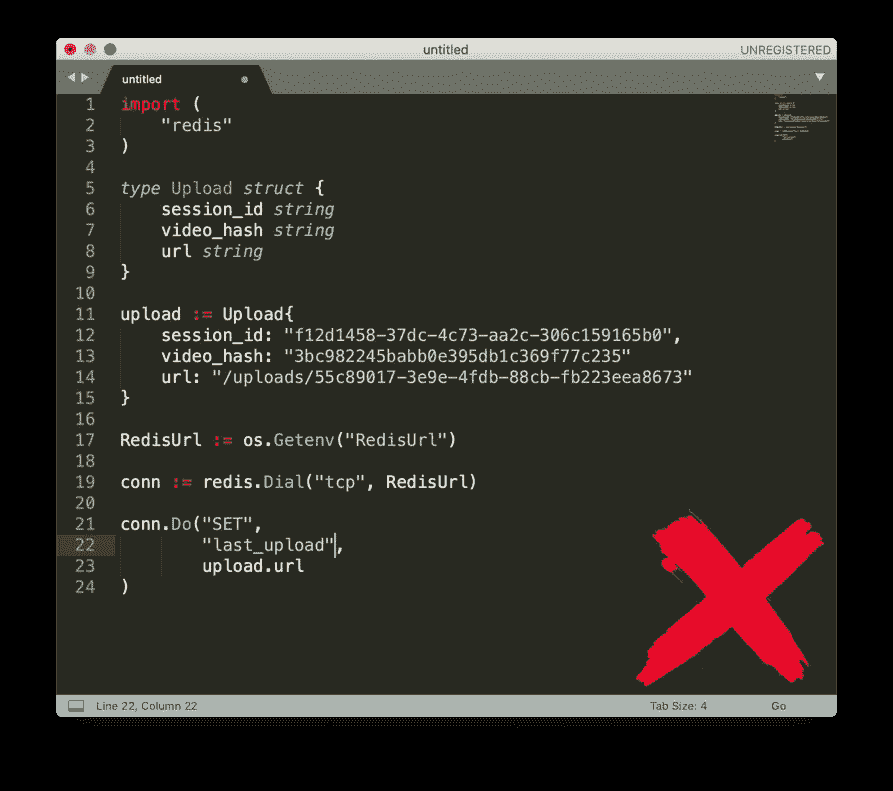 untitled
UNREGISTERED
untitled
1 import (
2     "redis"
3 )
4
5 type Upload struct {
6     session_id string
7     video_hash string
8     url string
9 }
10
11 upload := Upload{
12     session_id: "f12d1458-37dc-4c73-aa2c-306c159165b0",
13     video_hash: "3bc982245babb0e395db1c369f77c235"
14     url: "/uploads/55c89017-3e9e-4fdb-88cb-fb223eea8673"
15 }
16
17 RedisUrl := os.Getenv("RedisUrl")
18
19 conn := redis.Dial("tcp", RedisUrl)
20
21 conn.Do("SET",
22         "last_upload",
23         upload.url
24 )
Line 22, Column 22
Tab Size: 4
Go